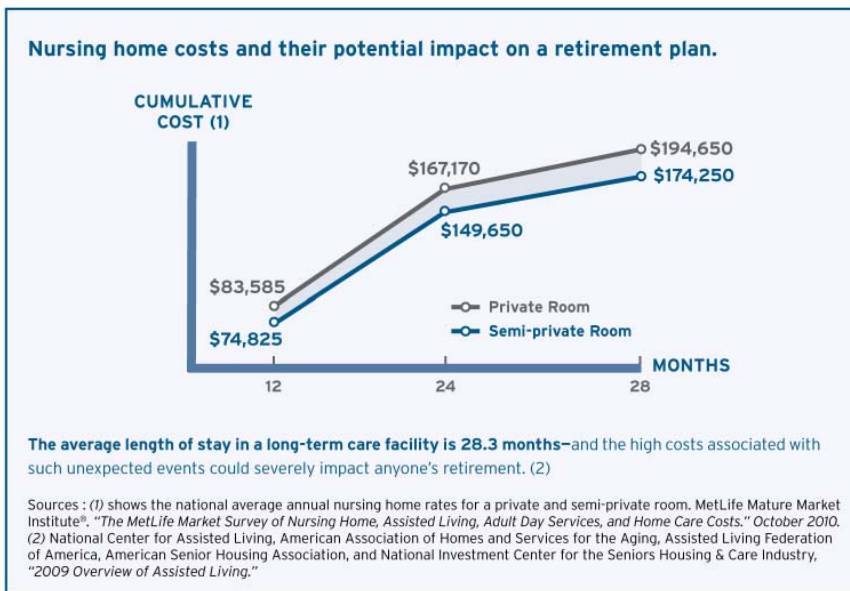 Nursing home costs and their potential impact on a retirement plan.
CUMULATIVE
COST (1)
$194,650
$167,170
$174,250
$149,650
$83,585
Private Room
$74,825
Semi-private Room
MONTHS
12 24 28
The average length of stay in a long-term care facility is 28.3 months—and the high costs associated with
such unexpected events could severely impact anyone's retirement. (2)
Sources : (1) shows the national average annual nursing home rates for a private and semi-private room. MetLife Mature Market
Institute®. “The MetLife Market Survey of Nursing Home, Assisted Living, Adult Day Services, and Home Care Costs.” October 2010.
(2) National Center for Assisted Living, American Association of Homes and Services for the Aging, Assisted Living Federation
of America, American Senior Housing Association, and National Investment Center for the Seniors Housing & Care Industry,
“2009 Overview of Assisted Living.”